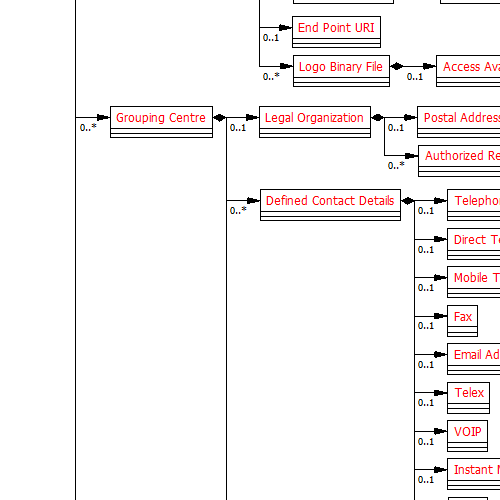 End Point URI
0..1
Logo Binary File
Access Ava
0..*
0..1
Grouping Centre
Legal Organization
Postal Address
0..*
0..1
0..1
Authorized Re
0..*
Defined Contact Details
Telepho
0..*
0..1
Direct Te
0..1
Mobile T
0..1
Fax
0..1
Email Ad
0..1
Telex
0..1
VOIP
0..1
Instant
0..1